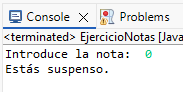 Console Problems
<terminated> EjercicioNotas [Java
Introduce la nota: 0
Estás suspenso.